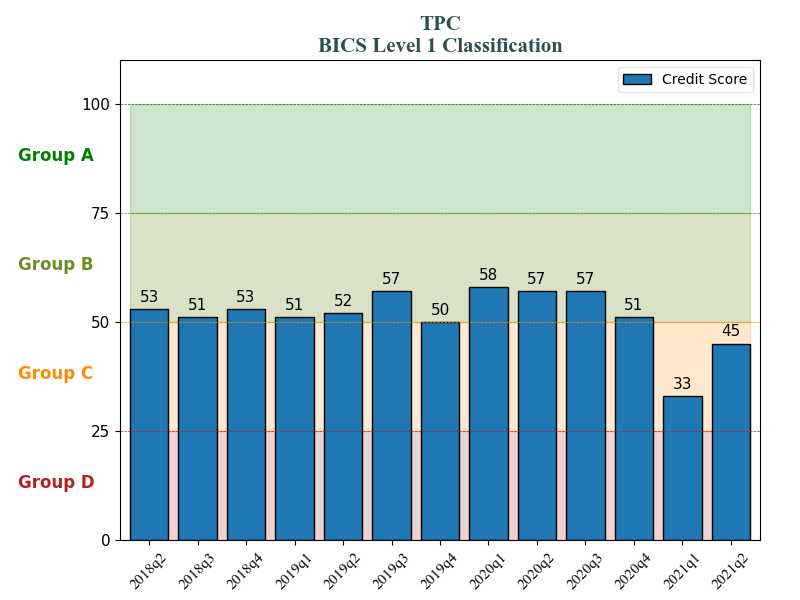 TPC
BICS Level 1 Classification
Credit Score
100
Group A
75
Group B
53 51 53 51 52 57 50 58 57 57 51 33 45
50
Group C
25
Group D
0
2018q2 2018q3 2018q4 2019q1 2019q2 2019q3 2019q4 2020q1 2020q2 2020q3 2020q4 2021q1 2021q2